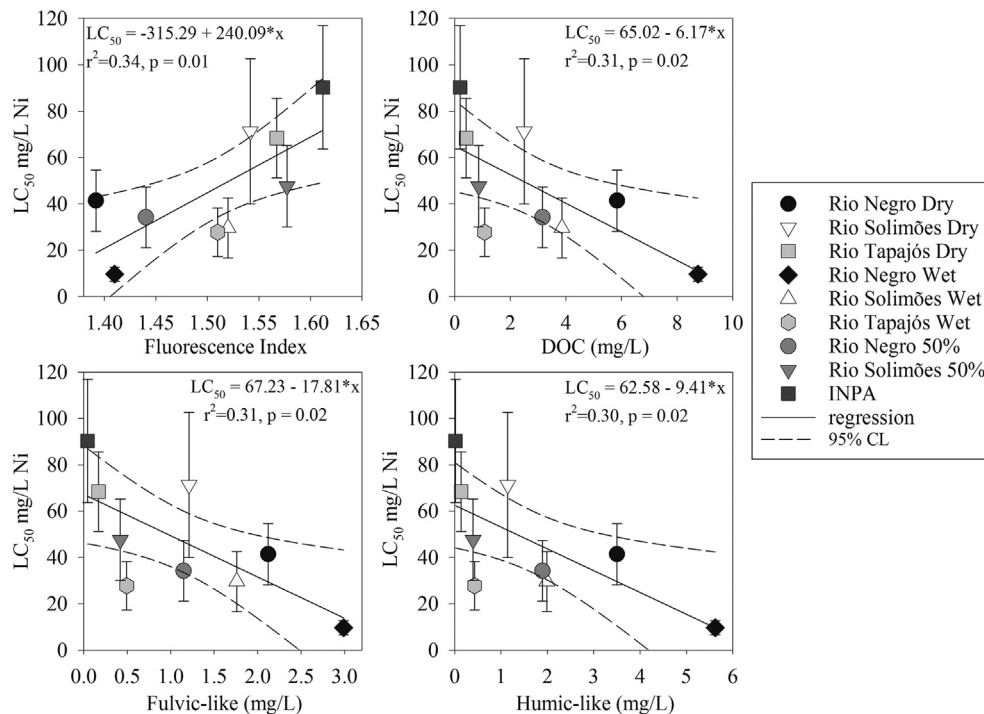 LC50 = -315.29 + 240.09*x
r2=0.34, p = 0.01
LC50 mg/L Ni
120
100
80
60
40
20
0
1.40 1.45 1.50 1.55 1.60 1.65
Fluorescence Index
LC50 = 65.02 - 6.17*x
r2=0.31, p = 0.02
LC50 mg/L Ni
120
100
80
60
40
20
0
0 2 4 6 8 10
DOC (mg/L)
LC50 = 67.23 - 17.81*x
r2=0.31, p = 0.02
LC50 mg/L Ni
120
100
80
60
40
20
0
0.0 0.5 1.0 1.5 2.0 2.5 3.0
Fulvic-like (mg/L)
LC50 = 62.58 - 9.41*x
r2=0.30, p = 0.02
LC50 mg/L Ni
120
100
80
60
40
20
0
0 1 2 3 4 5 6
Humic-like (mg/L)
Rio Negro Dry
Rio Solimões Dry
Rio Tapajós Dry
Rio Negro Wet
Rio Solimões Wet
Rio Tapajós Wet
Rio Negro 50%
Rio Solimões 50%
INPA
regression
95% CL